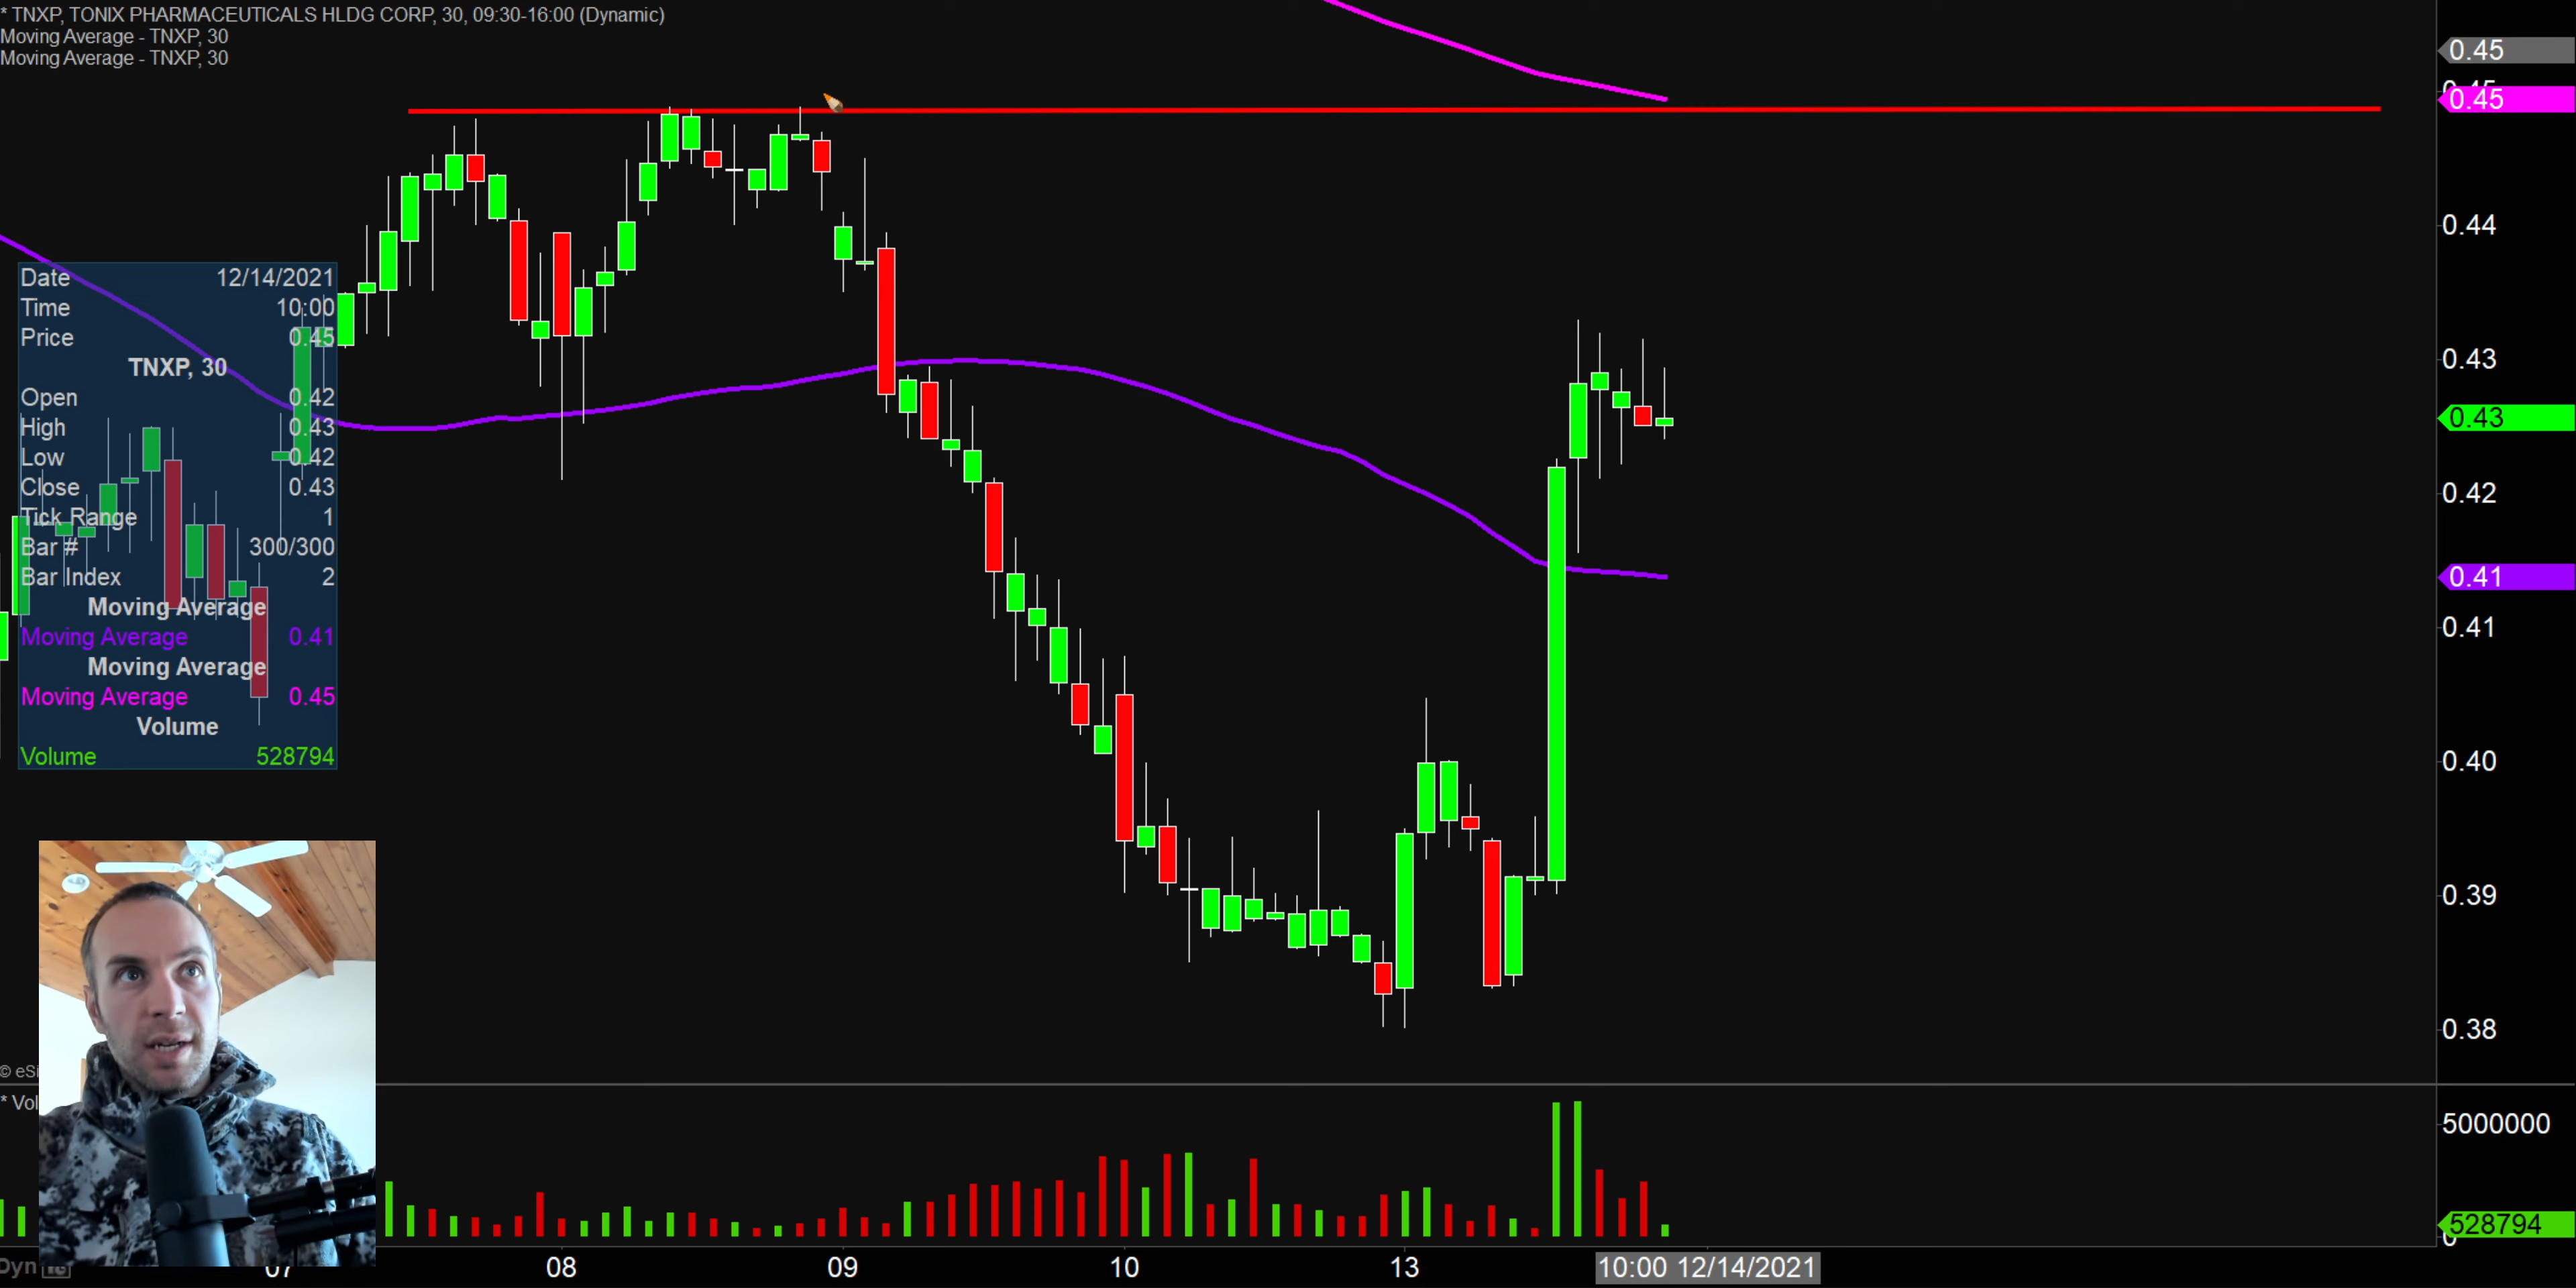 * TNXP, TONIX PHARMACEUTICALS HLDG CORP, 30, 09:30-16:00 (Dynamic)
Moving Average - TNXP, 30
Moving Average - TNXP, 30
0.45
0.45
0.44
0.43
0.43
0.42
0.41
0.41
0.40
0.39
0.38
Date 12/14/2021
Time 10:00
Price 0.45
TNXP, 30
Open 0.42
High 0.43
Low 0.42
Close 0.43
Tick Range 1
Bar # 300/300
Bar Index 2
Moving Average
Moving Average 0.41
Moving Average
Moving Average 0.45
Volume
Volume 528794
© eSi
* Vol
5000000
528794
0
Dyn
07 08 09 10 13 10:00 12/14/2021